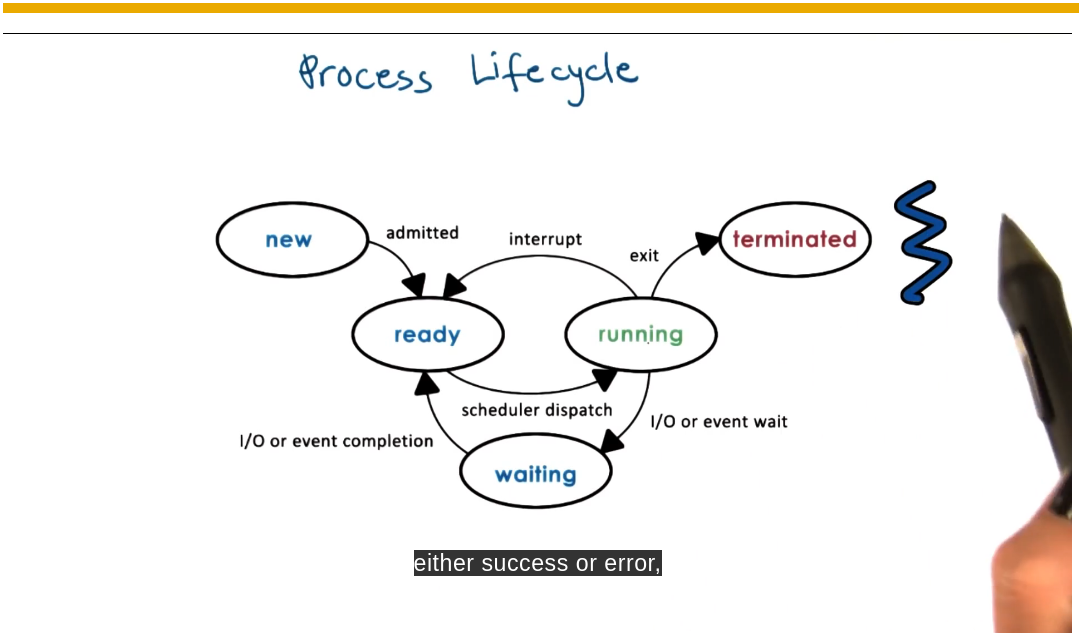 Process Lifecycle
new
admitted
interrupt
exit
terminated
ready
running
scheduler dispatch
I/O or event wait
I/O or event completion
waiting
either success or error,